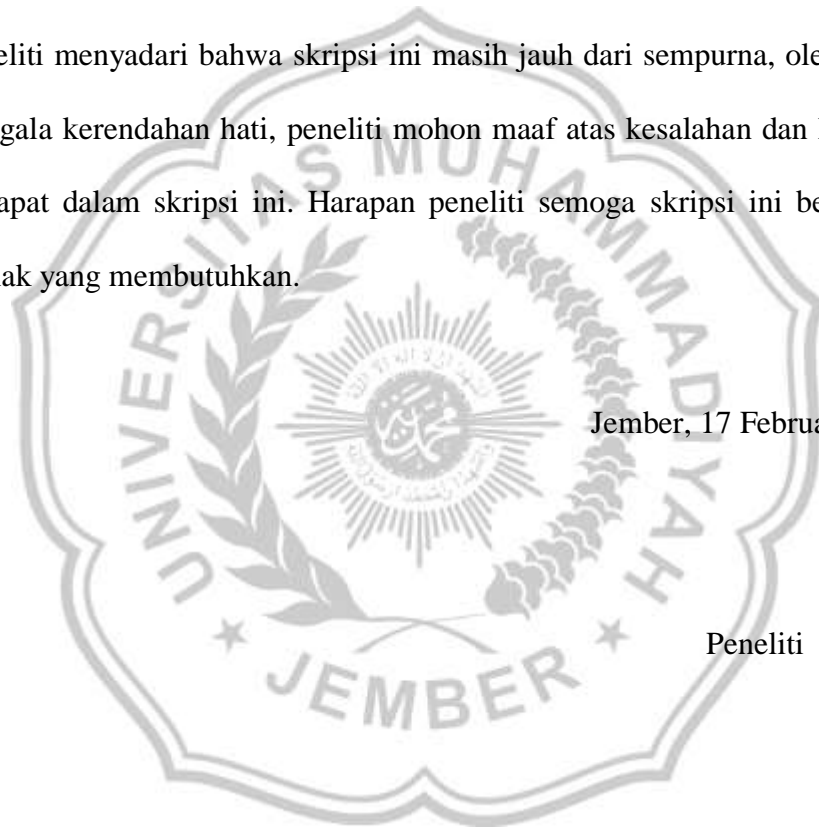 eliti menyadari bahwa skripsi ini masih jauh dari sempurna, ole
gala kerendahan hati, peneliti mohon maaf atas kesalahan dan
apat dalam skripsi ini. Harapan peneliti semoga skripsi ini be
ak yang membutuhkan.
UNIVERSITAS MUHAMMADIYAH
Jember, 17 Februa
Peneliti
JEMBER